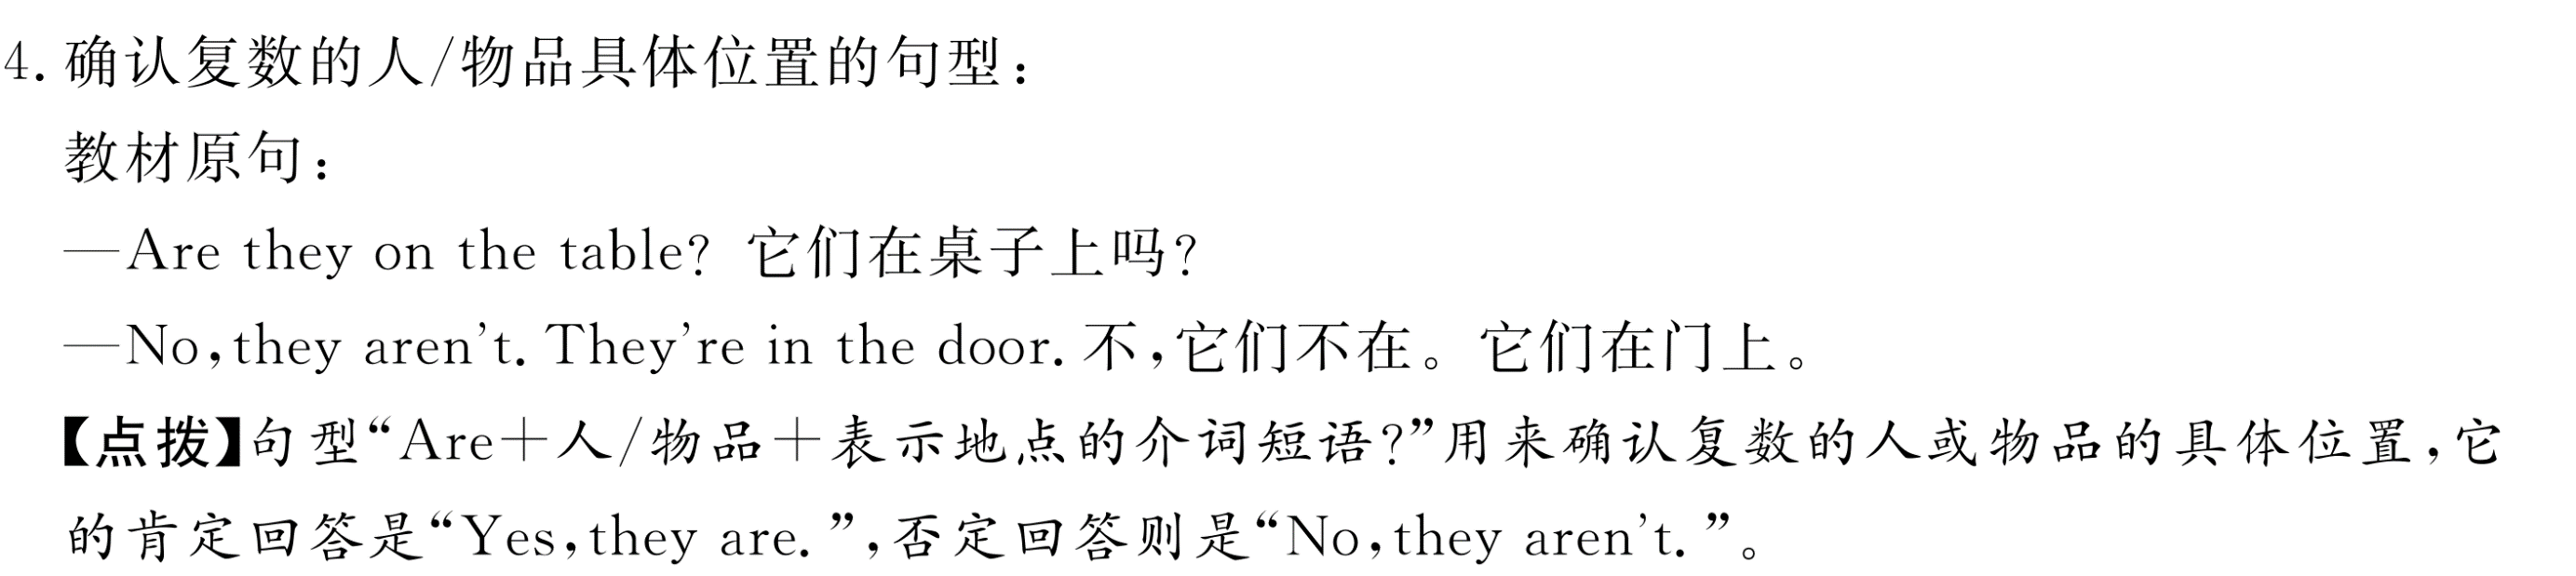 4. 确认复数的人/物品具体位置的句型：
教材原句：
—Are they on the table? 它们在桌子上吗？
—No,they aren't. They're in the door. 不,它们不在。它们在门上。
【点拨】句型“Are＋人/物品＋表示地点的介词短语?”用来确认复数的人或物品的具体位置,它
的肯定回答是“Yes,they are.”,否定回答则是“No,they aren't.”。